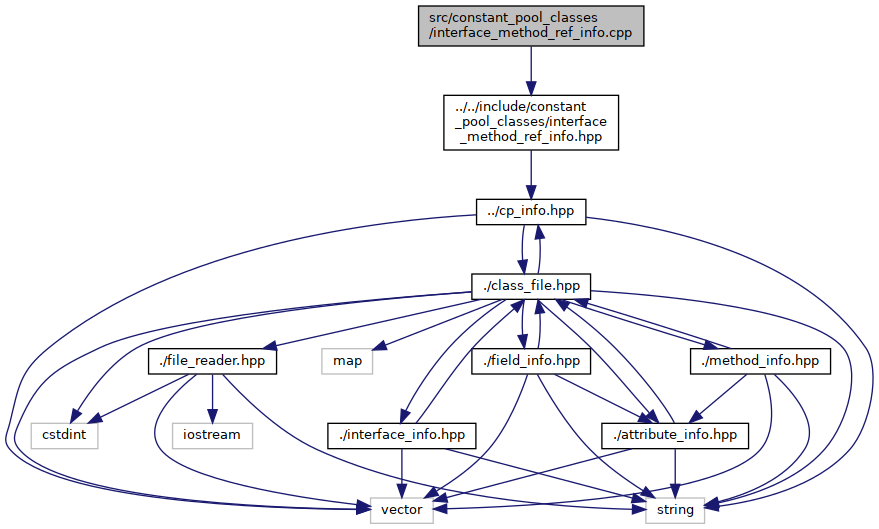 src/constant_pool_classes
/interface_method_ref_info.cpp
../../include/constant
_pool_classes/interface
_method_ref_info.hpp
../cp_info.hpp
./class_file.hpp
./file_reader.hpp
map
./field_info.hpp
./method_info.hpp
cstdint
iostream
./interface_info.hpp
./attribute_info.hpp
vector
string